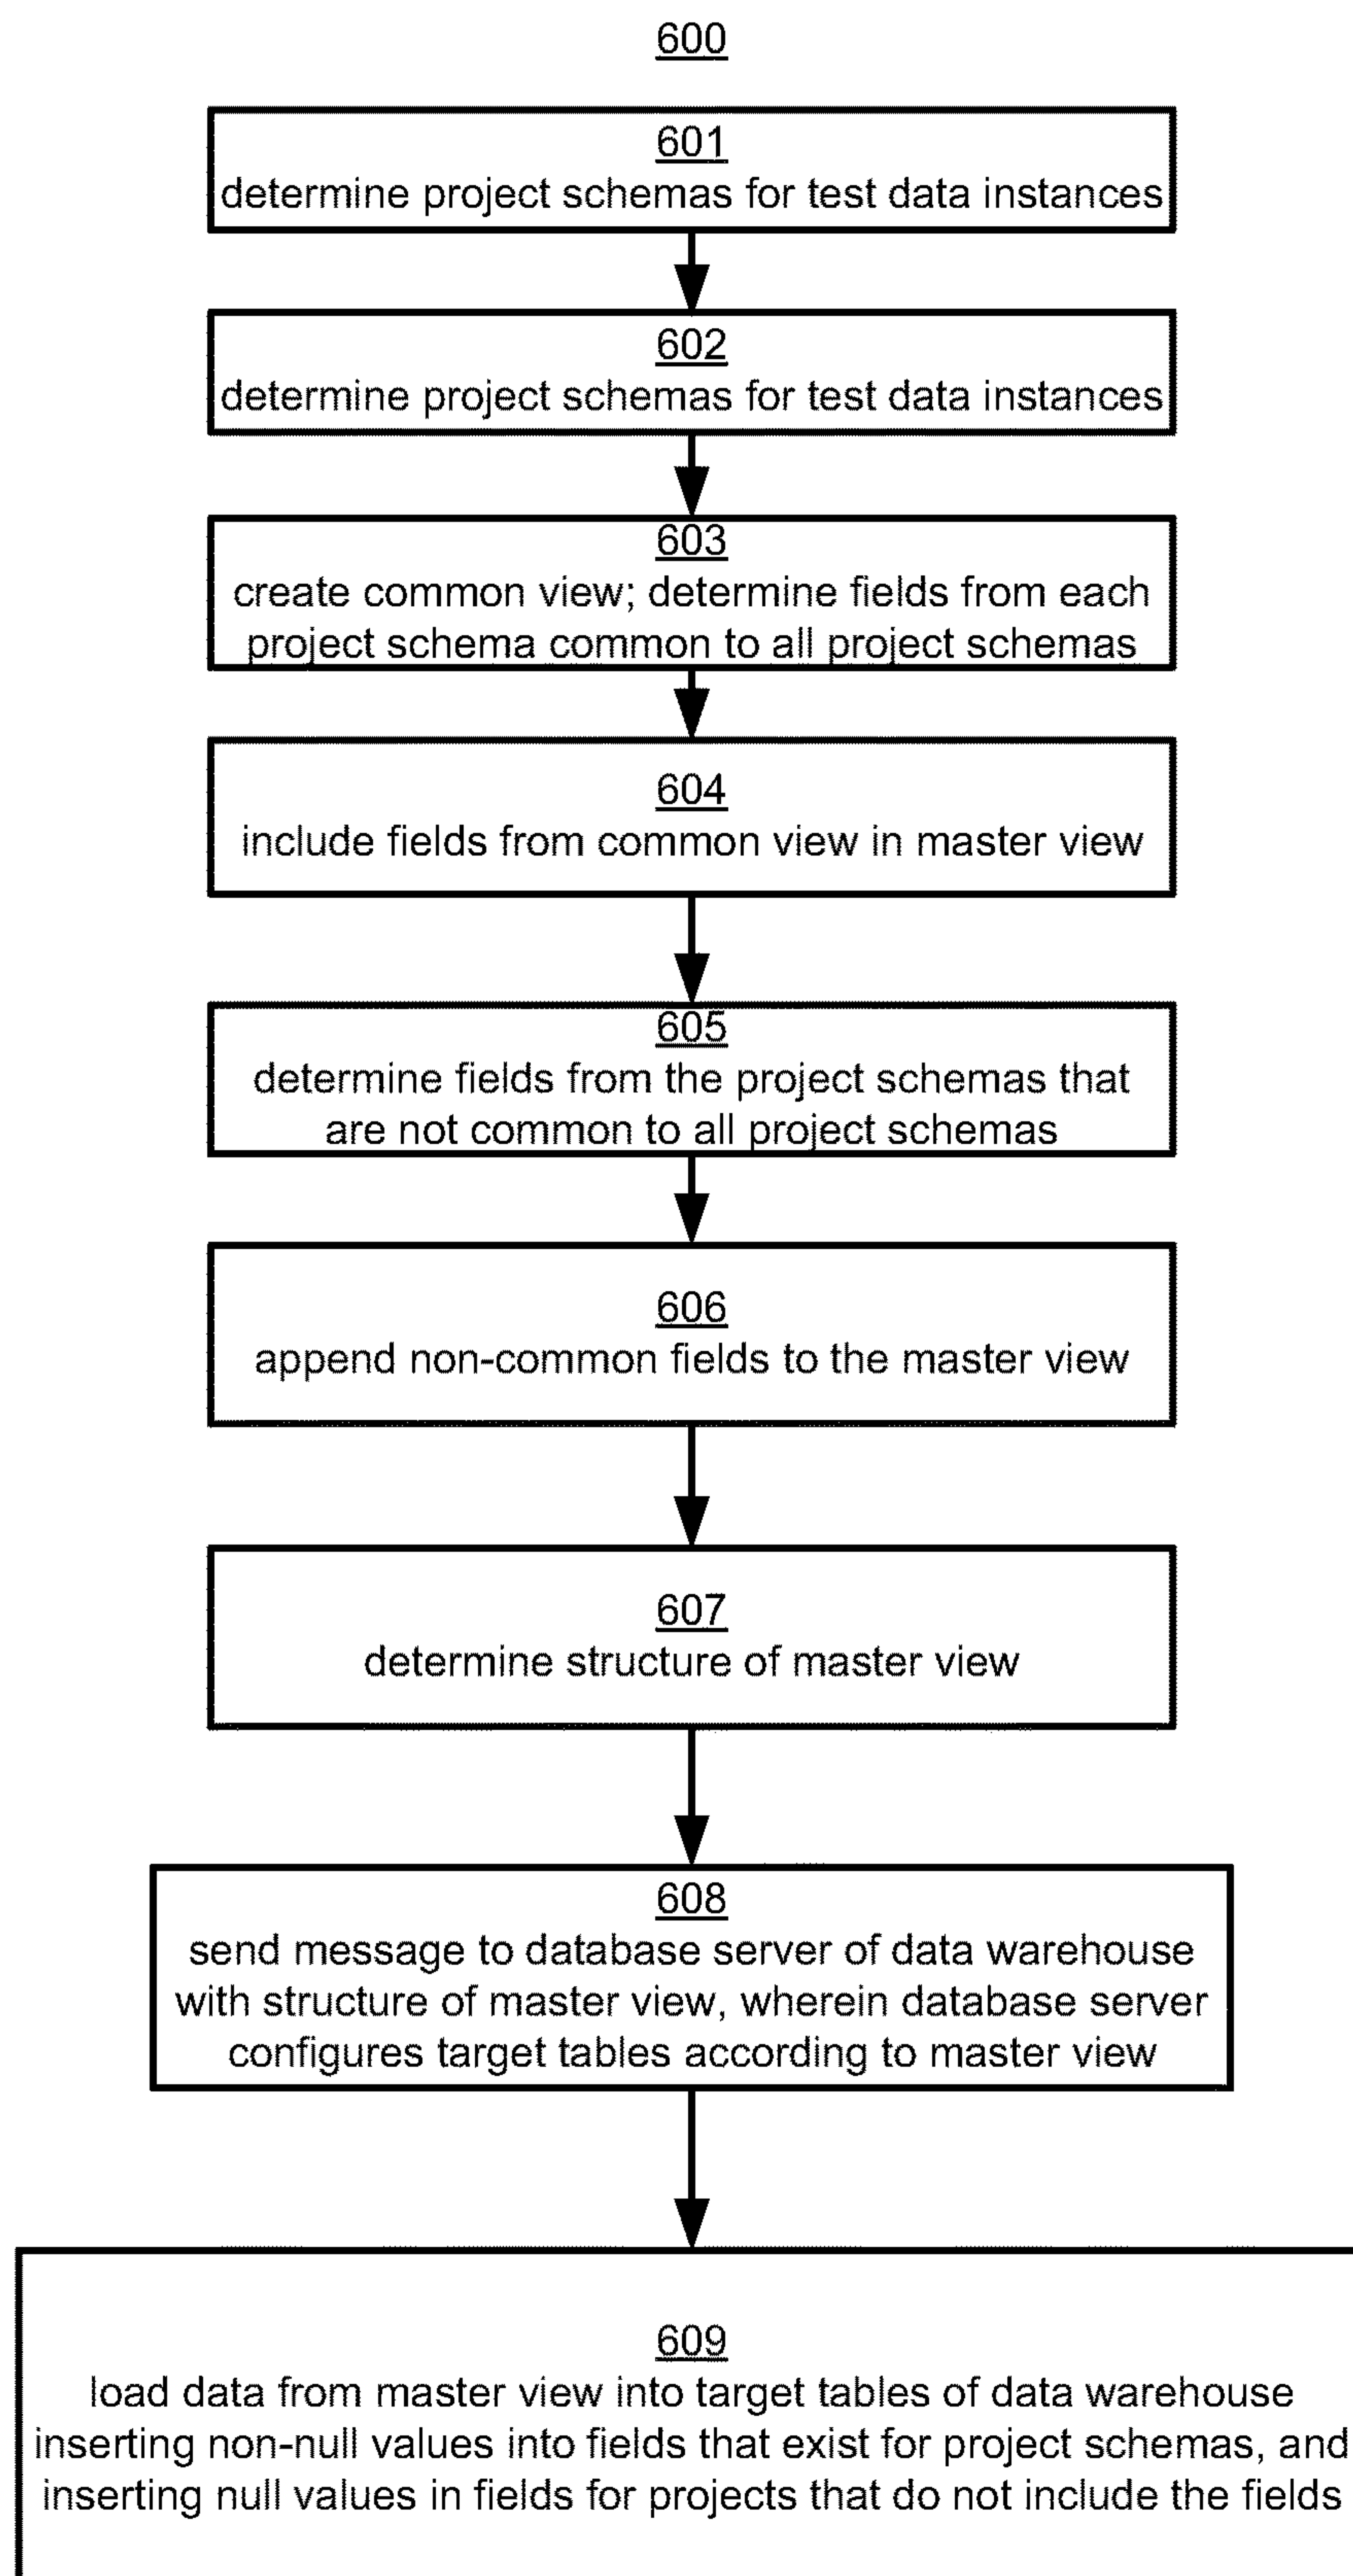 600
601
determine project schemas for test data instances
602
determine project schemas for test data instances
603
create common view; determine fields from each
project schema common to all project schemas
604
include fields from common view in master view
605
determine fields from the project schemas that
are not common to all project schemas
606
append non-common fields to the master view
607
determine structure of master view
608
send message to database server of data warehouse
with structure of master view, wherein database server
configures target tables according to master view
609
load data from master view into target tables of data warehouse
inserting non-null values into fields that exist for project schemas, and
inserting null values in fields for projects that do not include the fields